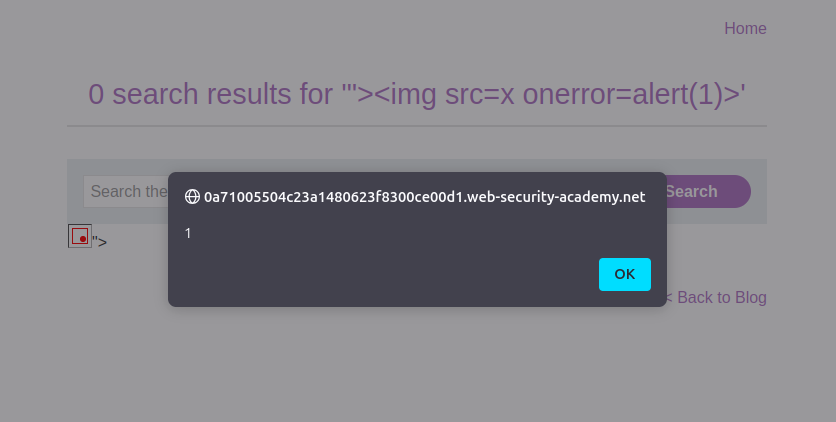 Home
0 search results for '"><img src=x onerror=alert(1)>'
Search the
Search
0a71005504c23a1480623f8300ce00d1.web-security-academy.net
1
OK
">
< Back to Blog